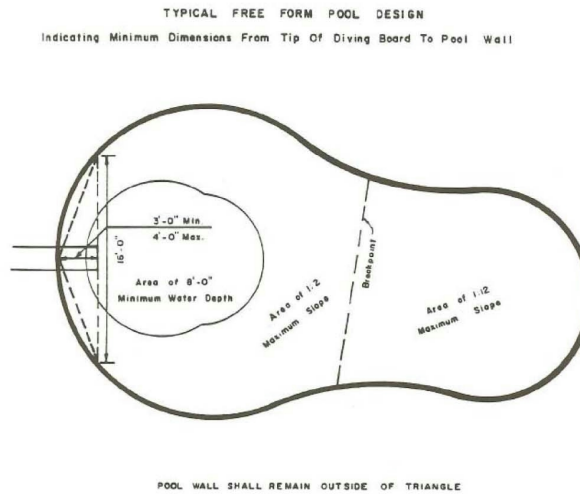 TYPICAL FREE FORM POOL DESIGN
Indicating Minimum Dimensions From Tip Of Diving Board To Pool Wall
3'-0" Min.
4'-0" Max.
16'-0"
Area of 8'-0"
Minimum Water Depth
Area of 1:2
Maximum Slope
Breakpoint
Area of 1:12
Maximum Slope
POOL WALL SHALL REMAIN OUTSIDE OF TRIANGLE